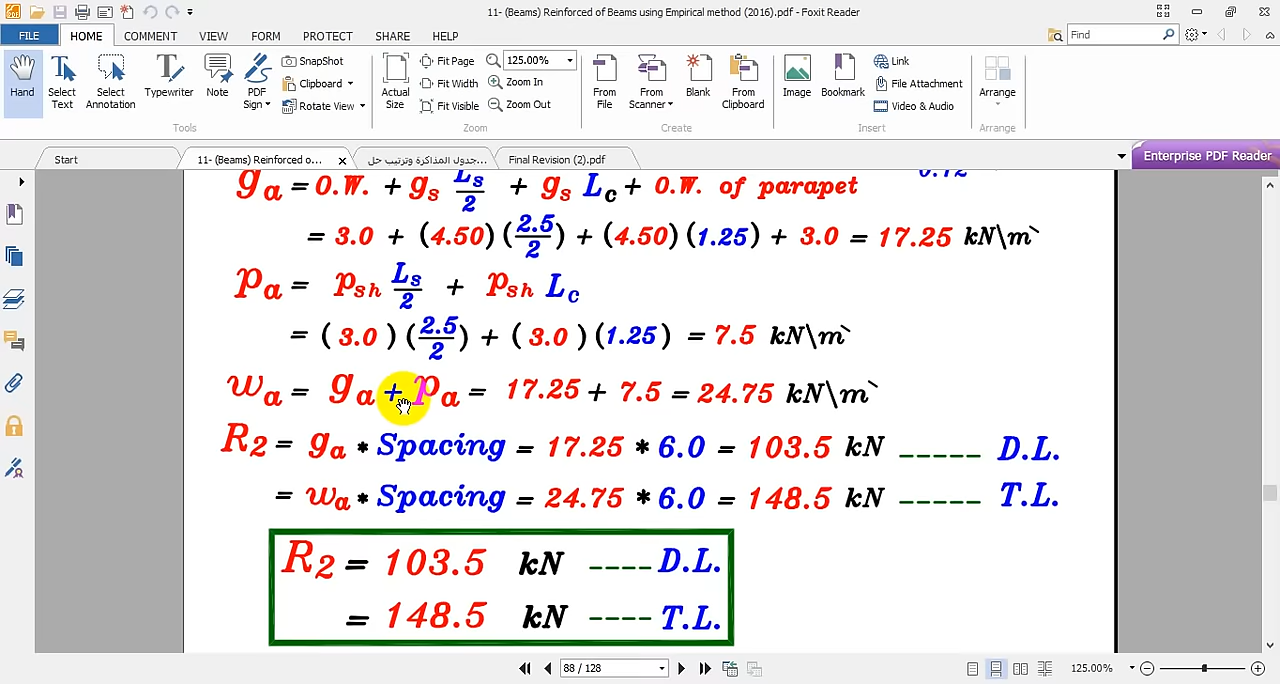 11- (Beams) Reinforced of Beams using Empirical method (2016).pdf - Foxit Reader
FILE HOME COMMENT VIEW FORM PROTECT SHARE HELP Find
Hand Select Text Select Annotation Typewriter Note PDF Sign SnapShot Clipboard Rotate View Tools
Actual Size Fit Page Fit Width Fit Visible 125.00% Zoom In Zoom Out Zoom
From File From Scanner Blank From Clipboard Create
Image Bookmark Link File Attachment Video & Audio Insert
Arrange Arrange
Start 11- (Beams) Reinforced o... جدول المذاكرة وترتيب حل... Final Revision (2).pdf Enterprise PDF Reader
0.72
ga = O.W. + gs Ls/2 + gs Lc + O.W. of parapet
= 3.0 + (4.50)(2.5/2) + (4.50)(1.25) + 3.0 = 17.25 kN\m`
Pa = Psh Ls/2 + Psh Lc
= (3.0)(2.5/2) + (3.0)(1.25) = 7.5 kN\m`
wa = ga + Pa = 17.25 + 7.5 = 24.75 kN\m`
R2 = ga * Spacing = 17.25 * 6.0 = 103.5 kN _____ D.L.
= wa * Spacing = 24.75 * 6.0 = 148.5 kN _____ T.L.
R2 = 103.5 kN ---- D.L.
= 148.5 kN ---- T.L.
88 / 128 125.00%